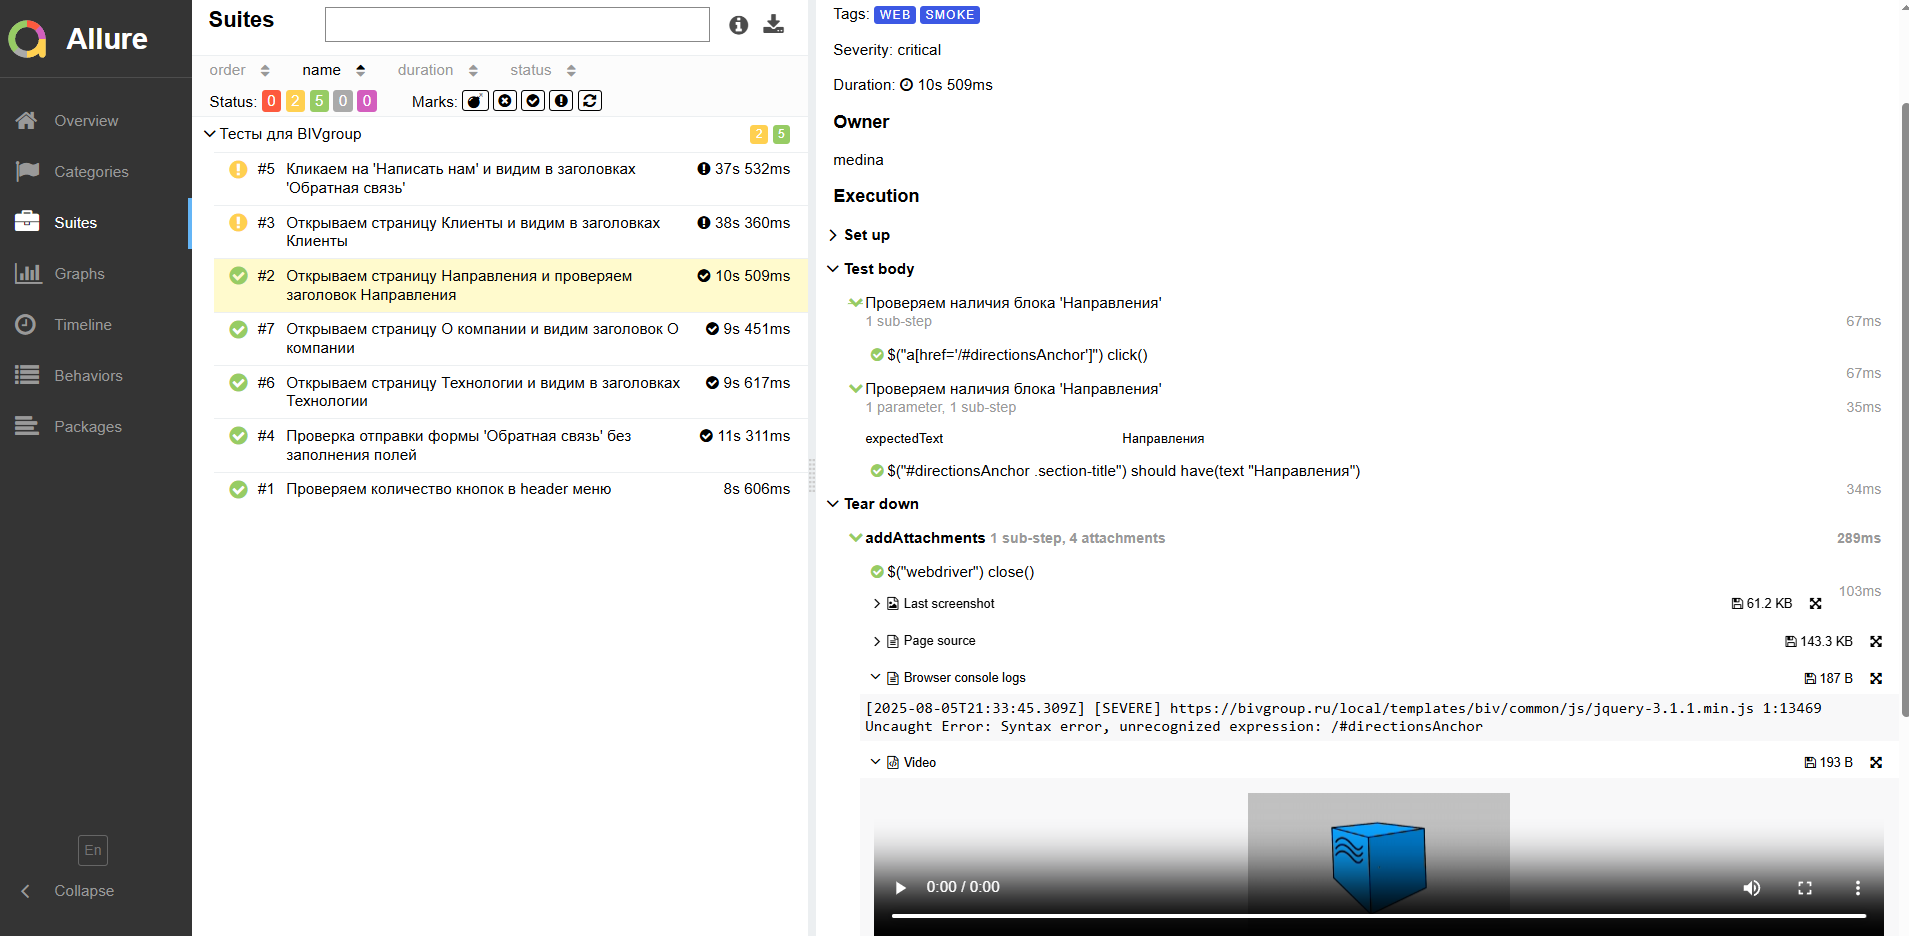 Allure
Overview
Categories
Suites
Graphs
Timeline
Behaviors
Packages
En
Collapse
Suites
order name duration status
Status: 0 2 5 0 0 Marks:
Тесты для BIVgroup 2 5
#5 Кликаем на 'Написать нам' и видим в заголовках 37s 532ms
'Обратная связь'
#3 Открываем страницу Клиенты и видим в заголовках 38s 360ms
Клиенты
#2 Открываем страницу Направления и проверяем 10s 509ms
заголовок Направления
#7 Открываем страницу О компании и видим заголовок О 9s 451ms
компании
#6 Открываем страницу Технологии и видим в заголовках 9s 617ms
Технологии
#4 Проверка отправки формы 'Обратная связь' без 11s 311ms
заполнения полей
#1 Проверяем количество кнопок в header меню 8s 606ms
Tags: WEB SMOKE
Severity: critical
Duration: 10s 509ms
Owner
medina
Execution
Set up
Test body
Проверяем наличия блока 'Направления'
1 sub-step 67ms
$("a[href='/#directionsAnchor']") click()
67ms
Проверяем наличия блока 'Направления'
1 parameter, 1 sub-step 35ms
expectedText Направления
$("#directionsAnchor .section-title") should have(text "Направления")
34ms
Tear down
addAttachments 1 sub-step, 4 attachments 289ms
$("webdriver") close()
103ms
Last screenshot 61.2 KB
Page source 143.3 KB
Browser console logs 187 B
[2025-08-05T21:33:45.309Z] [SEVERE] https://bivgroup.ru/local/templates/biv/common/js/jquery-3.1.1.min.js 1:13469
Uncaught Error: Syntax error, unrecognized expression: /#directionsAnchor
Video 193 B
0:00 / 0:00